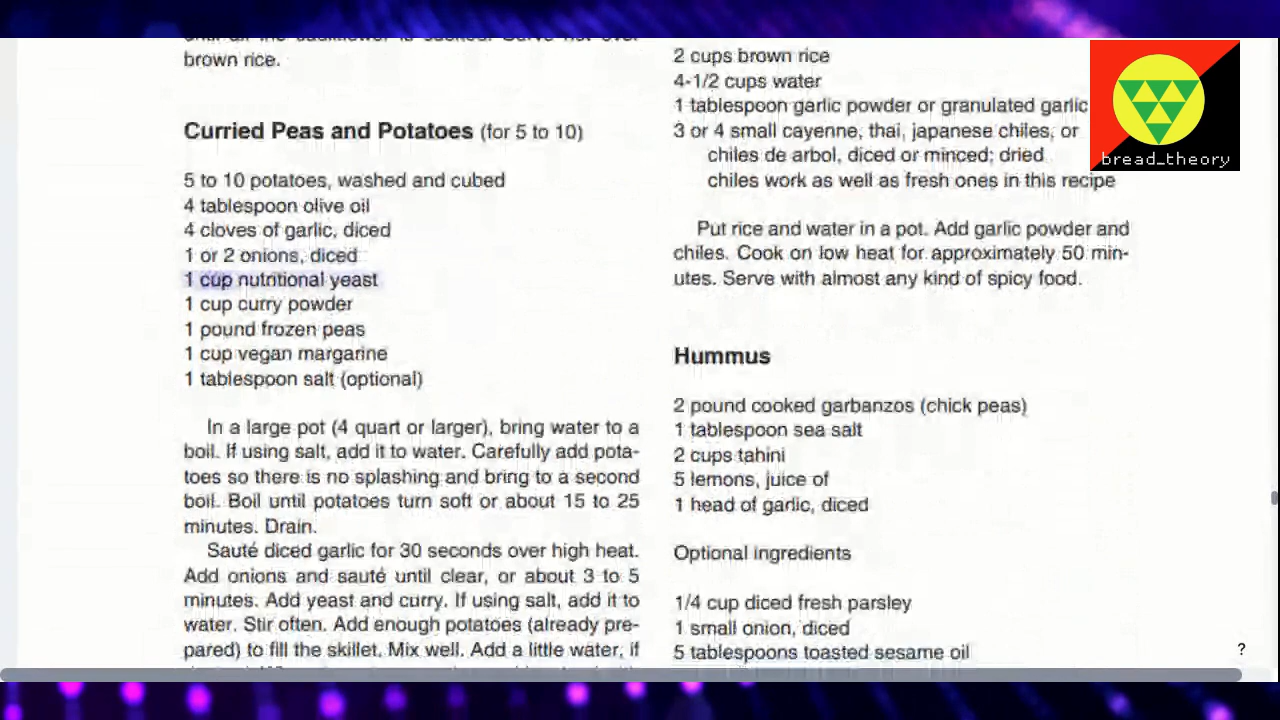 brown rice.
Curried Peas and Potatoes (for 5 to 10)
5 to 10 potatoes, washed and cubed
4 tablespoon olive oil
4 cloves of garlic, diced
1 or 2 onions, diced
1 cup nutritional yeast
1 cup curry powder
1 pound frozen peas
1 cup vegan margarine
1 tablespoon salt (optional)
In a large pot (4 quart or larger), bring water to a
boil. If using salt, add it to water. Carefully add pota-
toes so there is no splashing and bring to a second
boil. Boil until potatoes turn soft or about 15 to 25
minutes. Drain.
Sauté diced garlic for 30 seconds over high heat.
Add onions and sauté until clear, or about 3 to 5
minutes. Add yeast and curry. If using salt, add it to
water. Stir often. Add enough potatoes (already pre-
pared) to fill the skillet. Mix well. Add a little water, if
2 cups brown rice
4-1/2 cups water
1 tablespoon garlic powder or granulated garlic
3 or 4 small cayenne, thai, japanese chiles, or
chiles de arbol, diced or minced; dried
chiles work as well as fresh ones in this recipe
Put rice and water in a pot. Add garlic powder and
chiles. Cook on low heat for approximately 50 min-
utes. Serve with almost any kind of spicy food.
Hummus
2 pound cooked garbanzos (chick peas)
1 tablespoon sea salt
2 cups tahini
5 lemons, juice of
1 head of garlic, diced
Optional ingredients
1/4 cup diced fresh parsley
1 small onion, diced
5 tablespoons toasted sesame oil
bread_theory
?